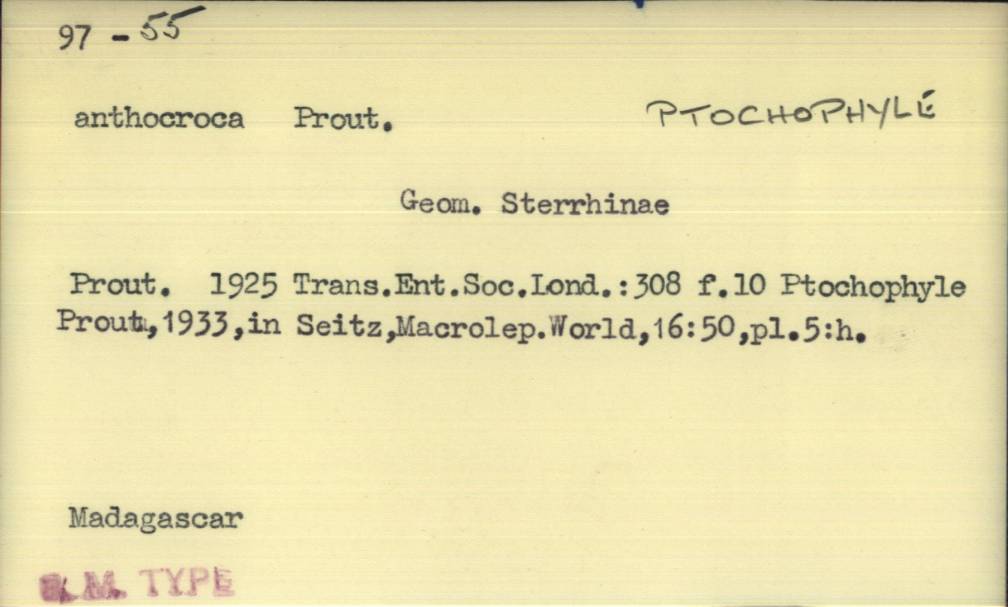 97 - 55
anthocroca Prout. PTOCHOPHYLE
Geom. Sterrhinae
Prout. 1925 Trans.Ent.Soc.Lond.:308 f.10 Ptochophyle
Prout,1933,in Seitz,Macrolep.World,16:50,pl.5:h.
Madagascar
B.M. TYPE